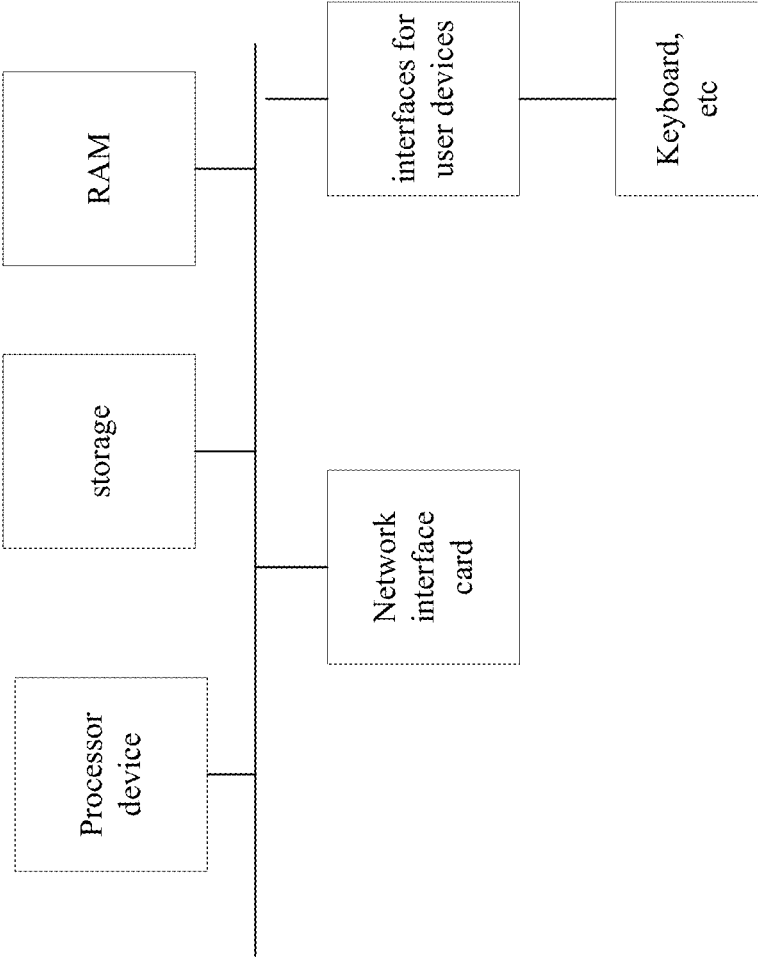 Processor
device
storage
RAM
Network
interface
card
interfaces for
user devices
Keyboard,
etc